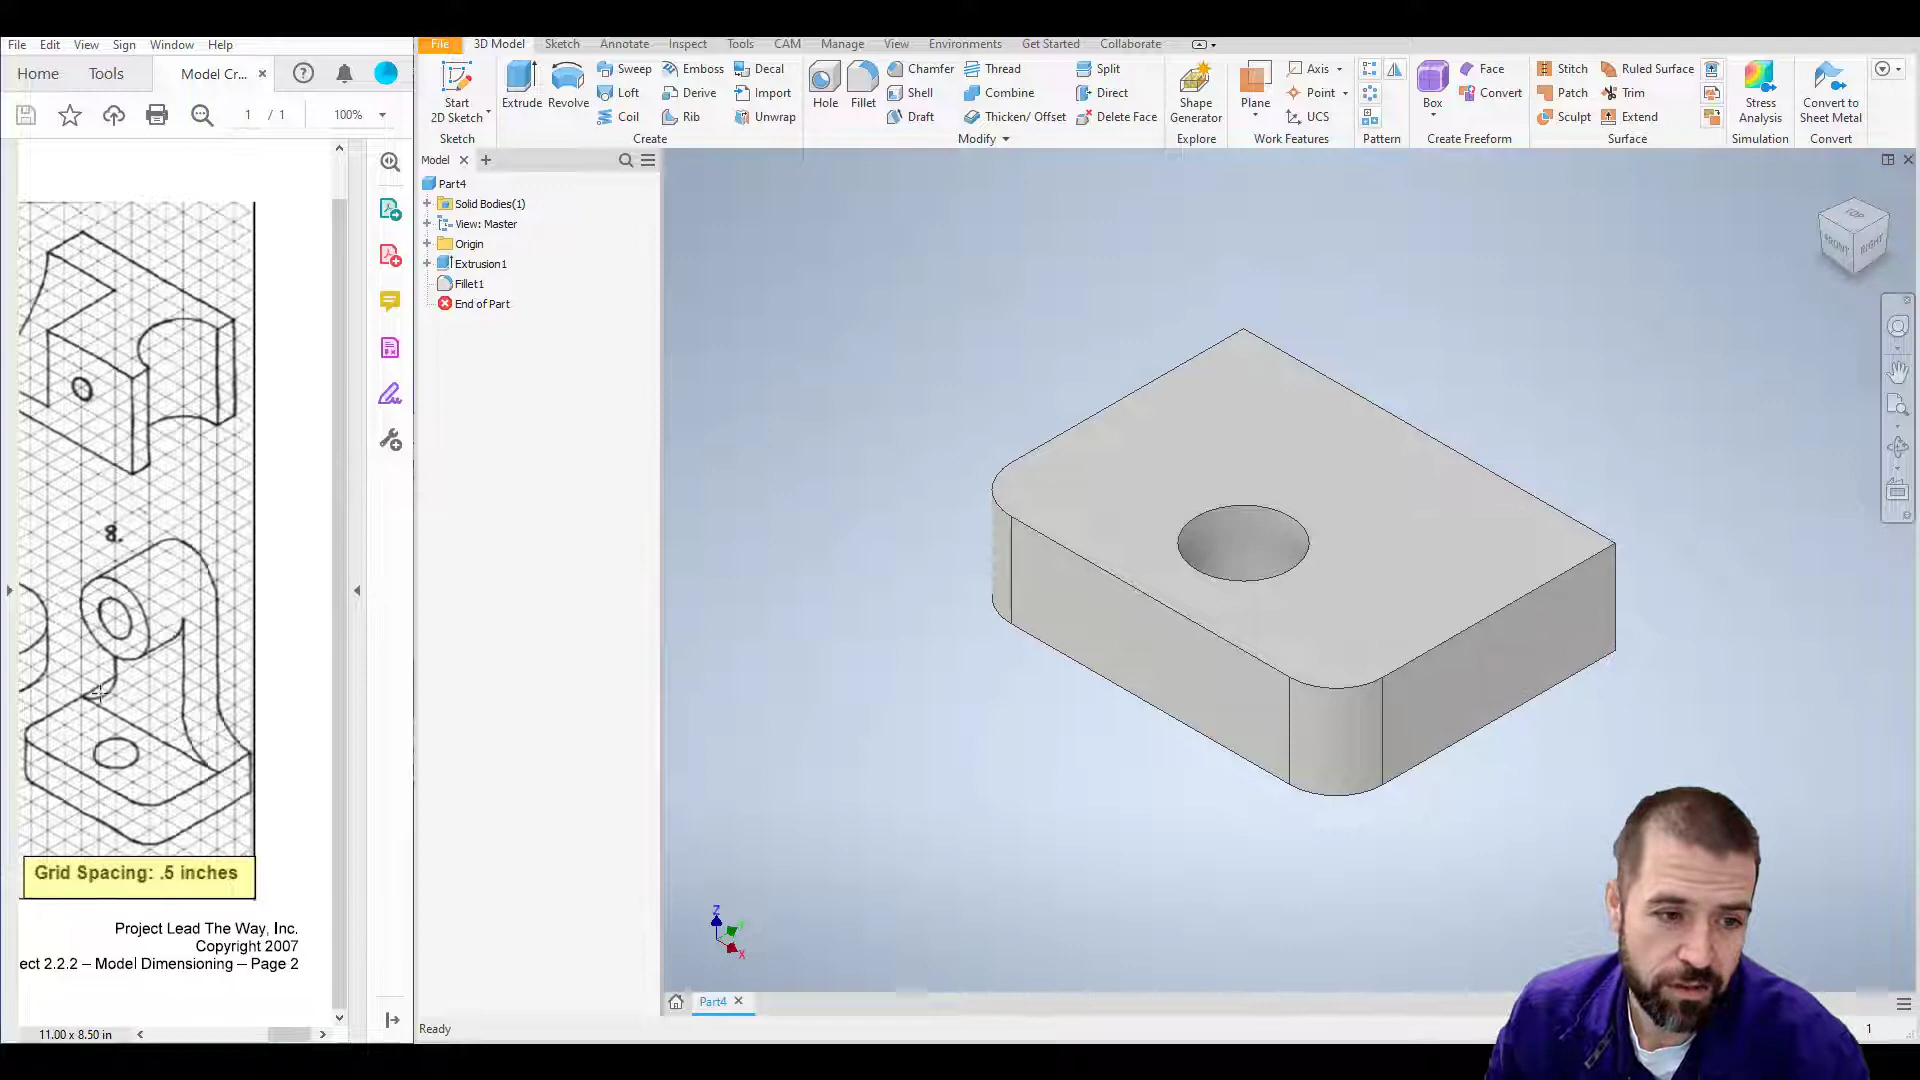 File Edit View Sign Window Help
Home Tools Model Cr...
1 / 1 100%
8.
Grid Spacing: .5 inches
Project Lead The Way, Inc.
Copyright 2007
ect 2.2.2 – Model Dimensioning – Page 2
11.00 x 8.50 in
File 3D Model Sketch Annotate Inspect Tools CAM Manage View Environments Get Started Collaborate
Start 2D Sketch
Sketch
Extrude Revolve
Sweep Emboss Decal
Loft Derive Import
Coil Rib Unwrap
Create
Hole Fillet
Chamfer Thread Split
Shell Combine Direct
Draft Thicken/ Offset Delete Face
Modify
Shape Generator
Explore
Plane
Axis
Point
UCS
Work Features
Pattern
Box
Face
Convert
Create Freeform
Stitch Ruled Surface
Patch Trim
Sculpt Extend
Surface
Stress Analysis
Simulation
Convert to Sheet Metal
Convert
Model
Part4
Solid Bodies(1)
View: Master
Origin
Extrusion1
Fillet1
End of Part
TOP
FRONT
RIGHT
Z
X
Part4
Ready
1